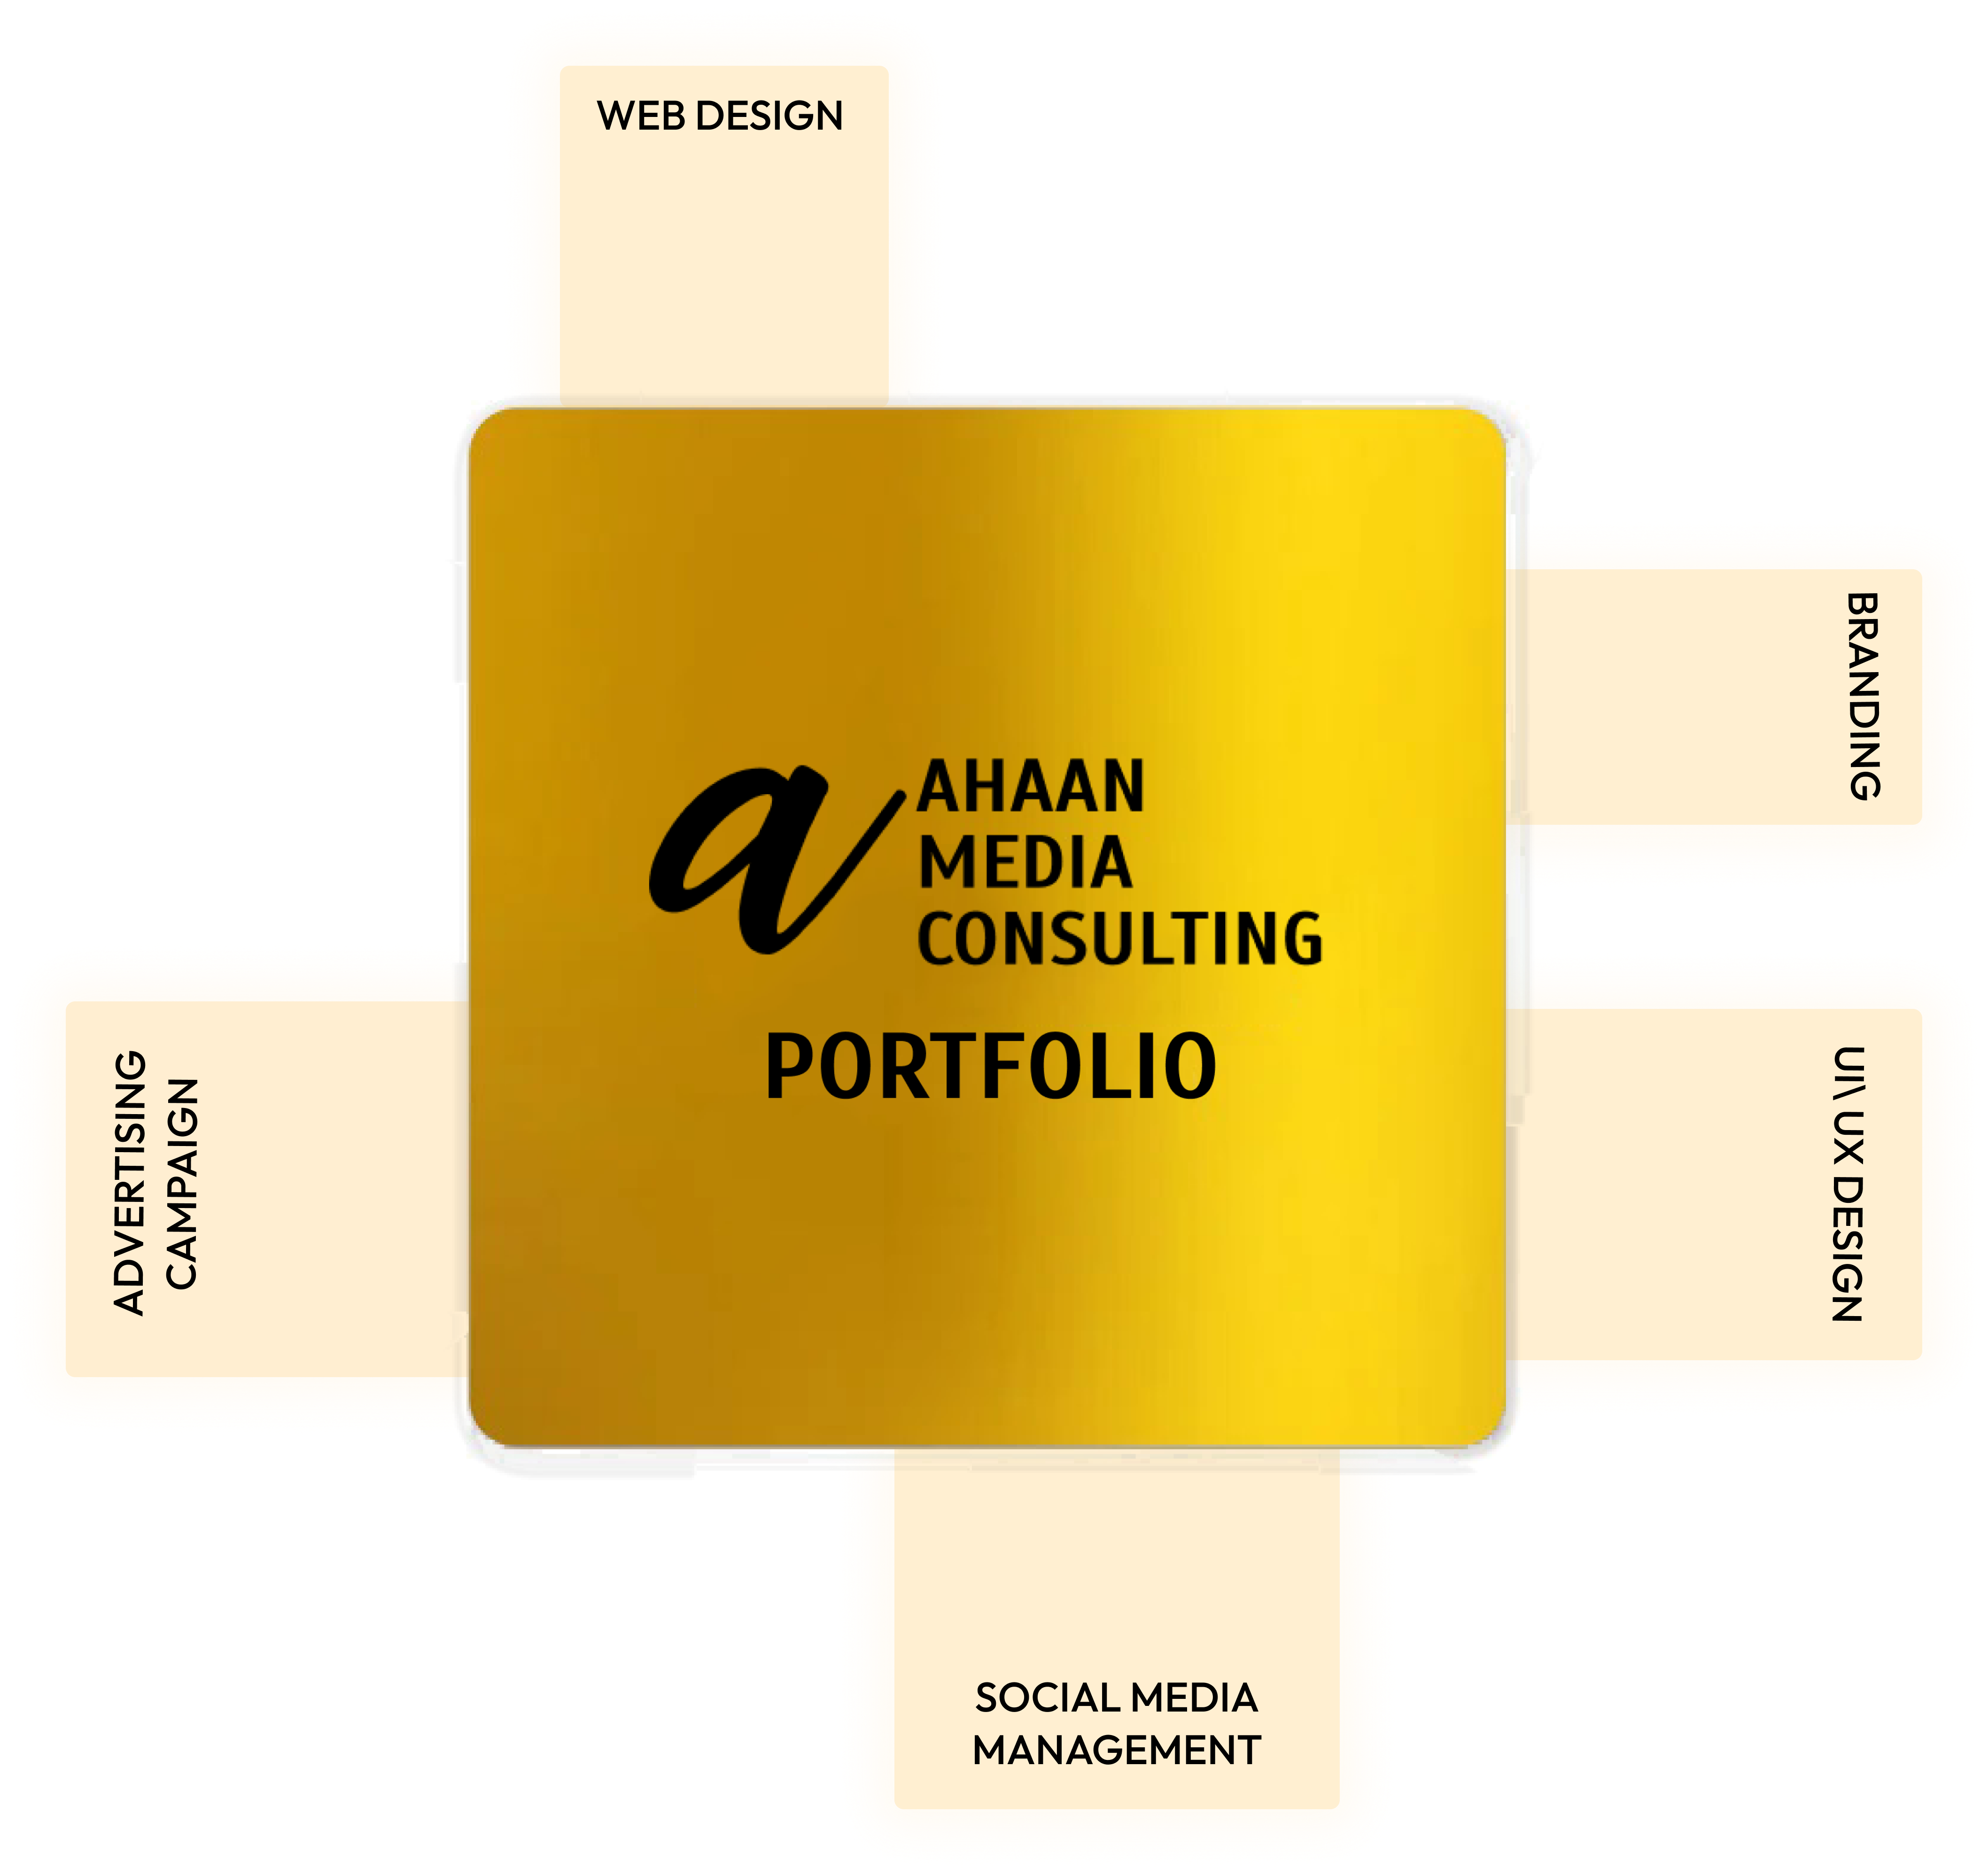 WEB DESIGN
BRANDING
AHAAN
MEDIA
CONSULTING
PORTFOLIO
ADVERTISING
CAMPAIGN
UI\ UX DESIGN
SOCIAL MEDIA
MANAGEMENT